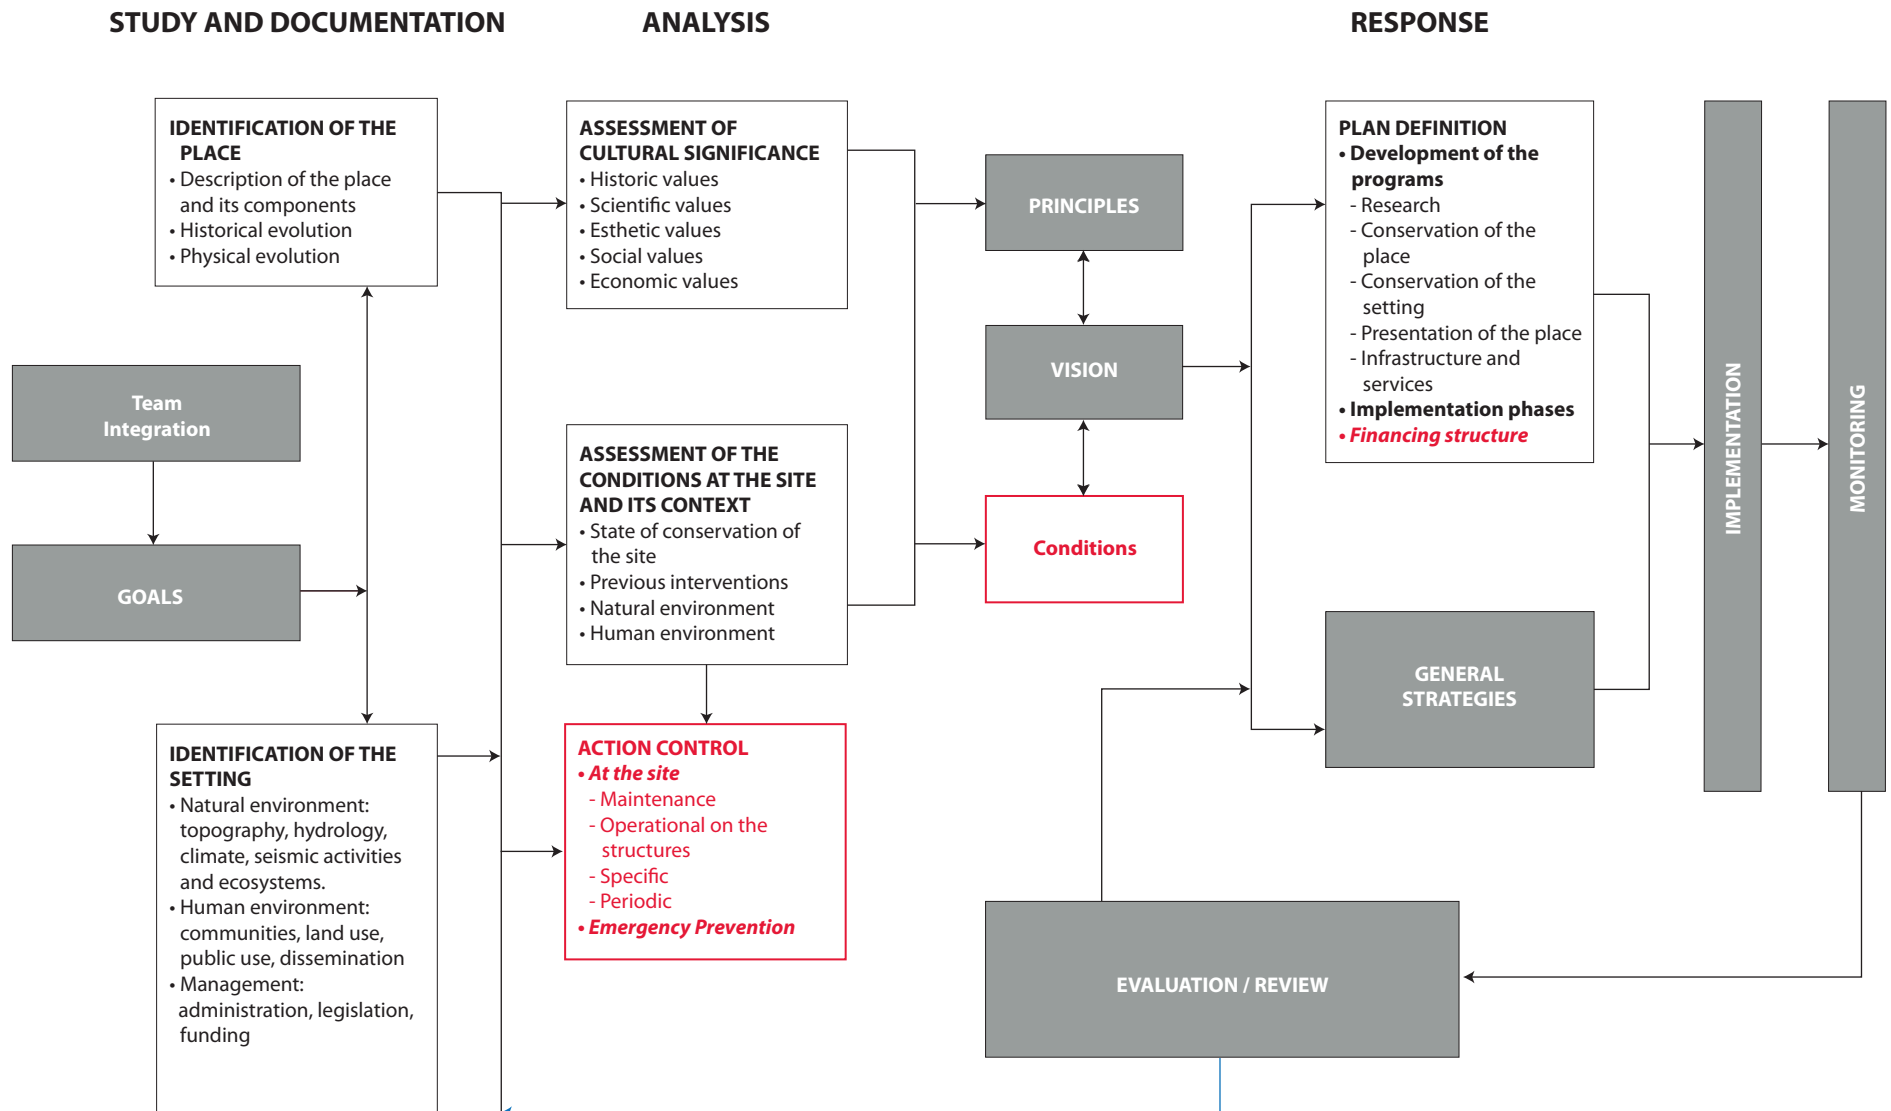 STUDY AND DOCUMENTATION
ANALYSIS
RESPONSE
IDENTIFICATION OF THE
PLACE
• Description of the place
and its components
• Historical evolution
• Physical evolution
Team
Integration
GOALS
IDENTIFICATION OF THE
SETTING
• Natural environment:
topography, hydrology,
climate, seismic activities
and ecosystems.
• Human environment:
communities, land use,
public use, dissemination
• Management:
administration, legislation,
funding
ASSESSMENT OF
CULTURAL SIGNIFICANCE
• Historic values
• Scientific values
• Esthetic values
• Social values
• Economic values
ASSESSMENT OF THE
CONDITIONS AT THE SITE
AND ITS CONTEXT
• State of conservation of
the site
• Previous interventions
• Natural environment
• Human environment
ACTION CONTROL
• At the site
- Maintenance
- Operational on the
structures
- Specific
- Periodic
• Emergency Prevention
PRINCIPLES
VISION
Conditions
PLAN DEFINITION
• Development of the
programs
- Research
- Conservation of the
place
- Conservation of the
setting
- Presentation of the place
- Infrastructure and
services
• Implementation phases
• Financing structure
GENERAL
STRATEGIES
IMPLEMENTATION
MONITORING
EVALUATION / REVIEW